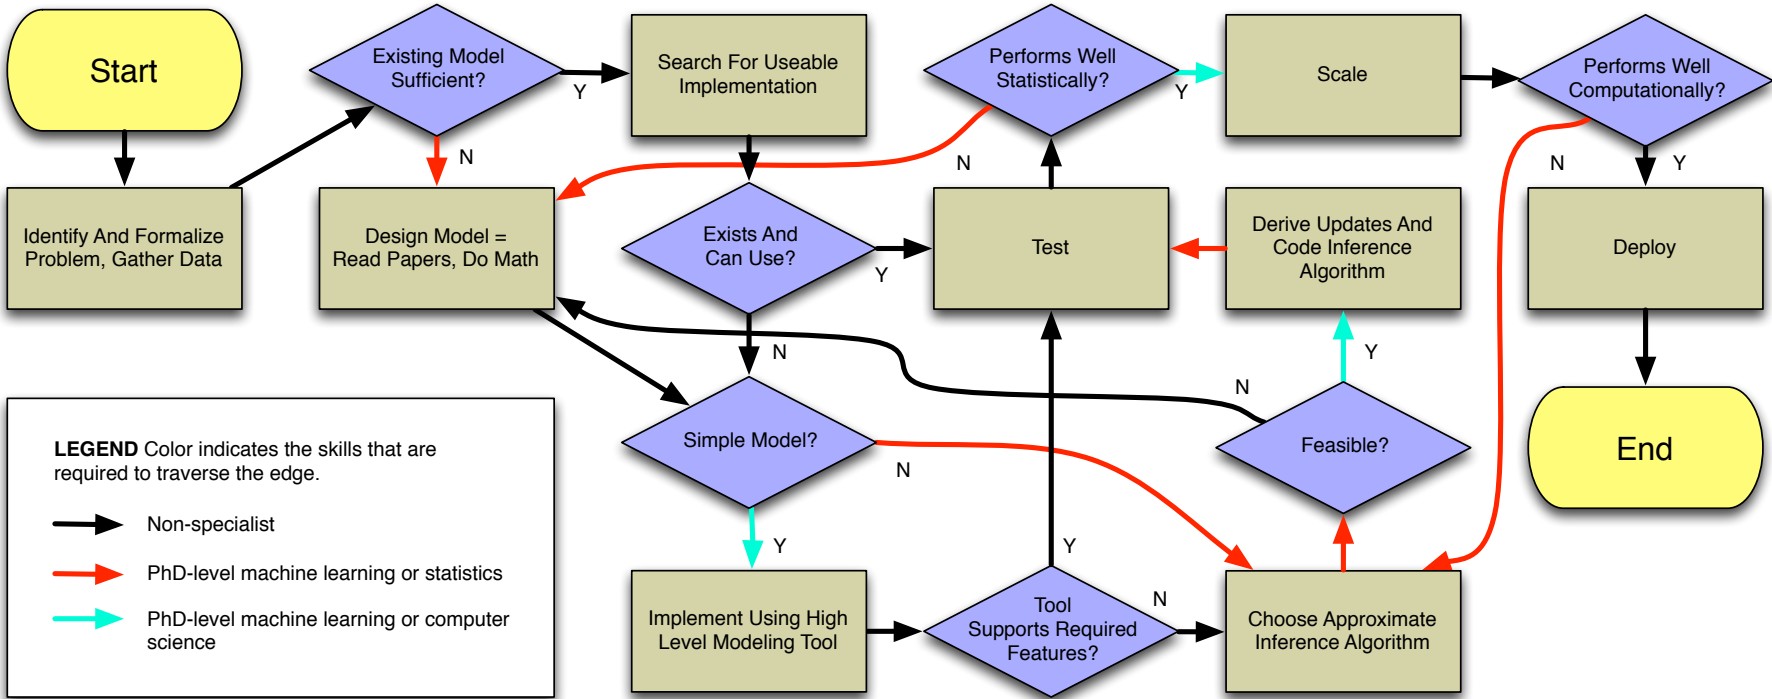 Start
Existing Model
Sufficient?
Y
N
Search For Useable
Implementation
Performs Well
Statistically?
Y
N
Scale
Performs Well
Computationally?
N
Y
Identify And Formalize
Problem, Gather Data
Design Model =
Read Papers, Do Math
Exists And
Can Use?
Y
N
Test
Derive Updates And
Code Inference
Algorithm
Deploy
Y
N
LEGEND Color indicates the skills that are
required to traverse the edge.
Non-specialist
PhD-level machine learning or statistics
PhD-level machine learning or computer
science
Simple Model?
N
Y
Feasible?
End
Implement Using High
Level Modeling Tool
Y
Tool
Supports Required
Features?
N
Choose Approximate
Inference Algorithm